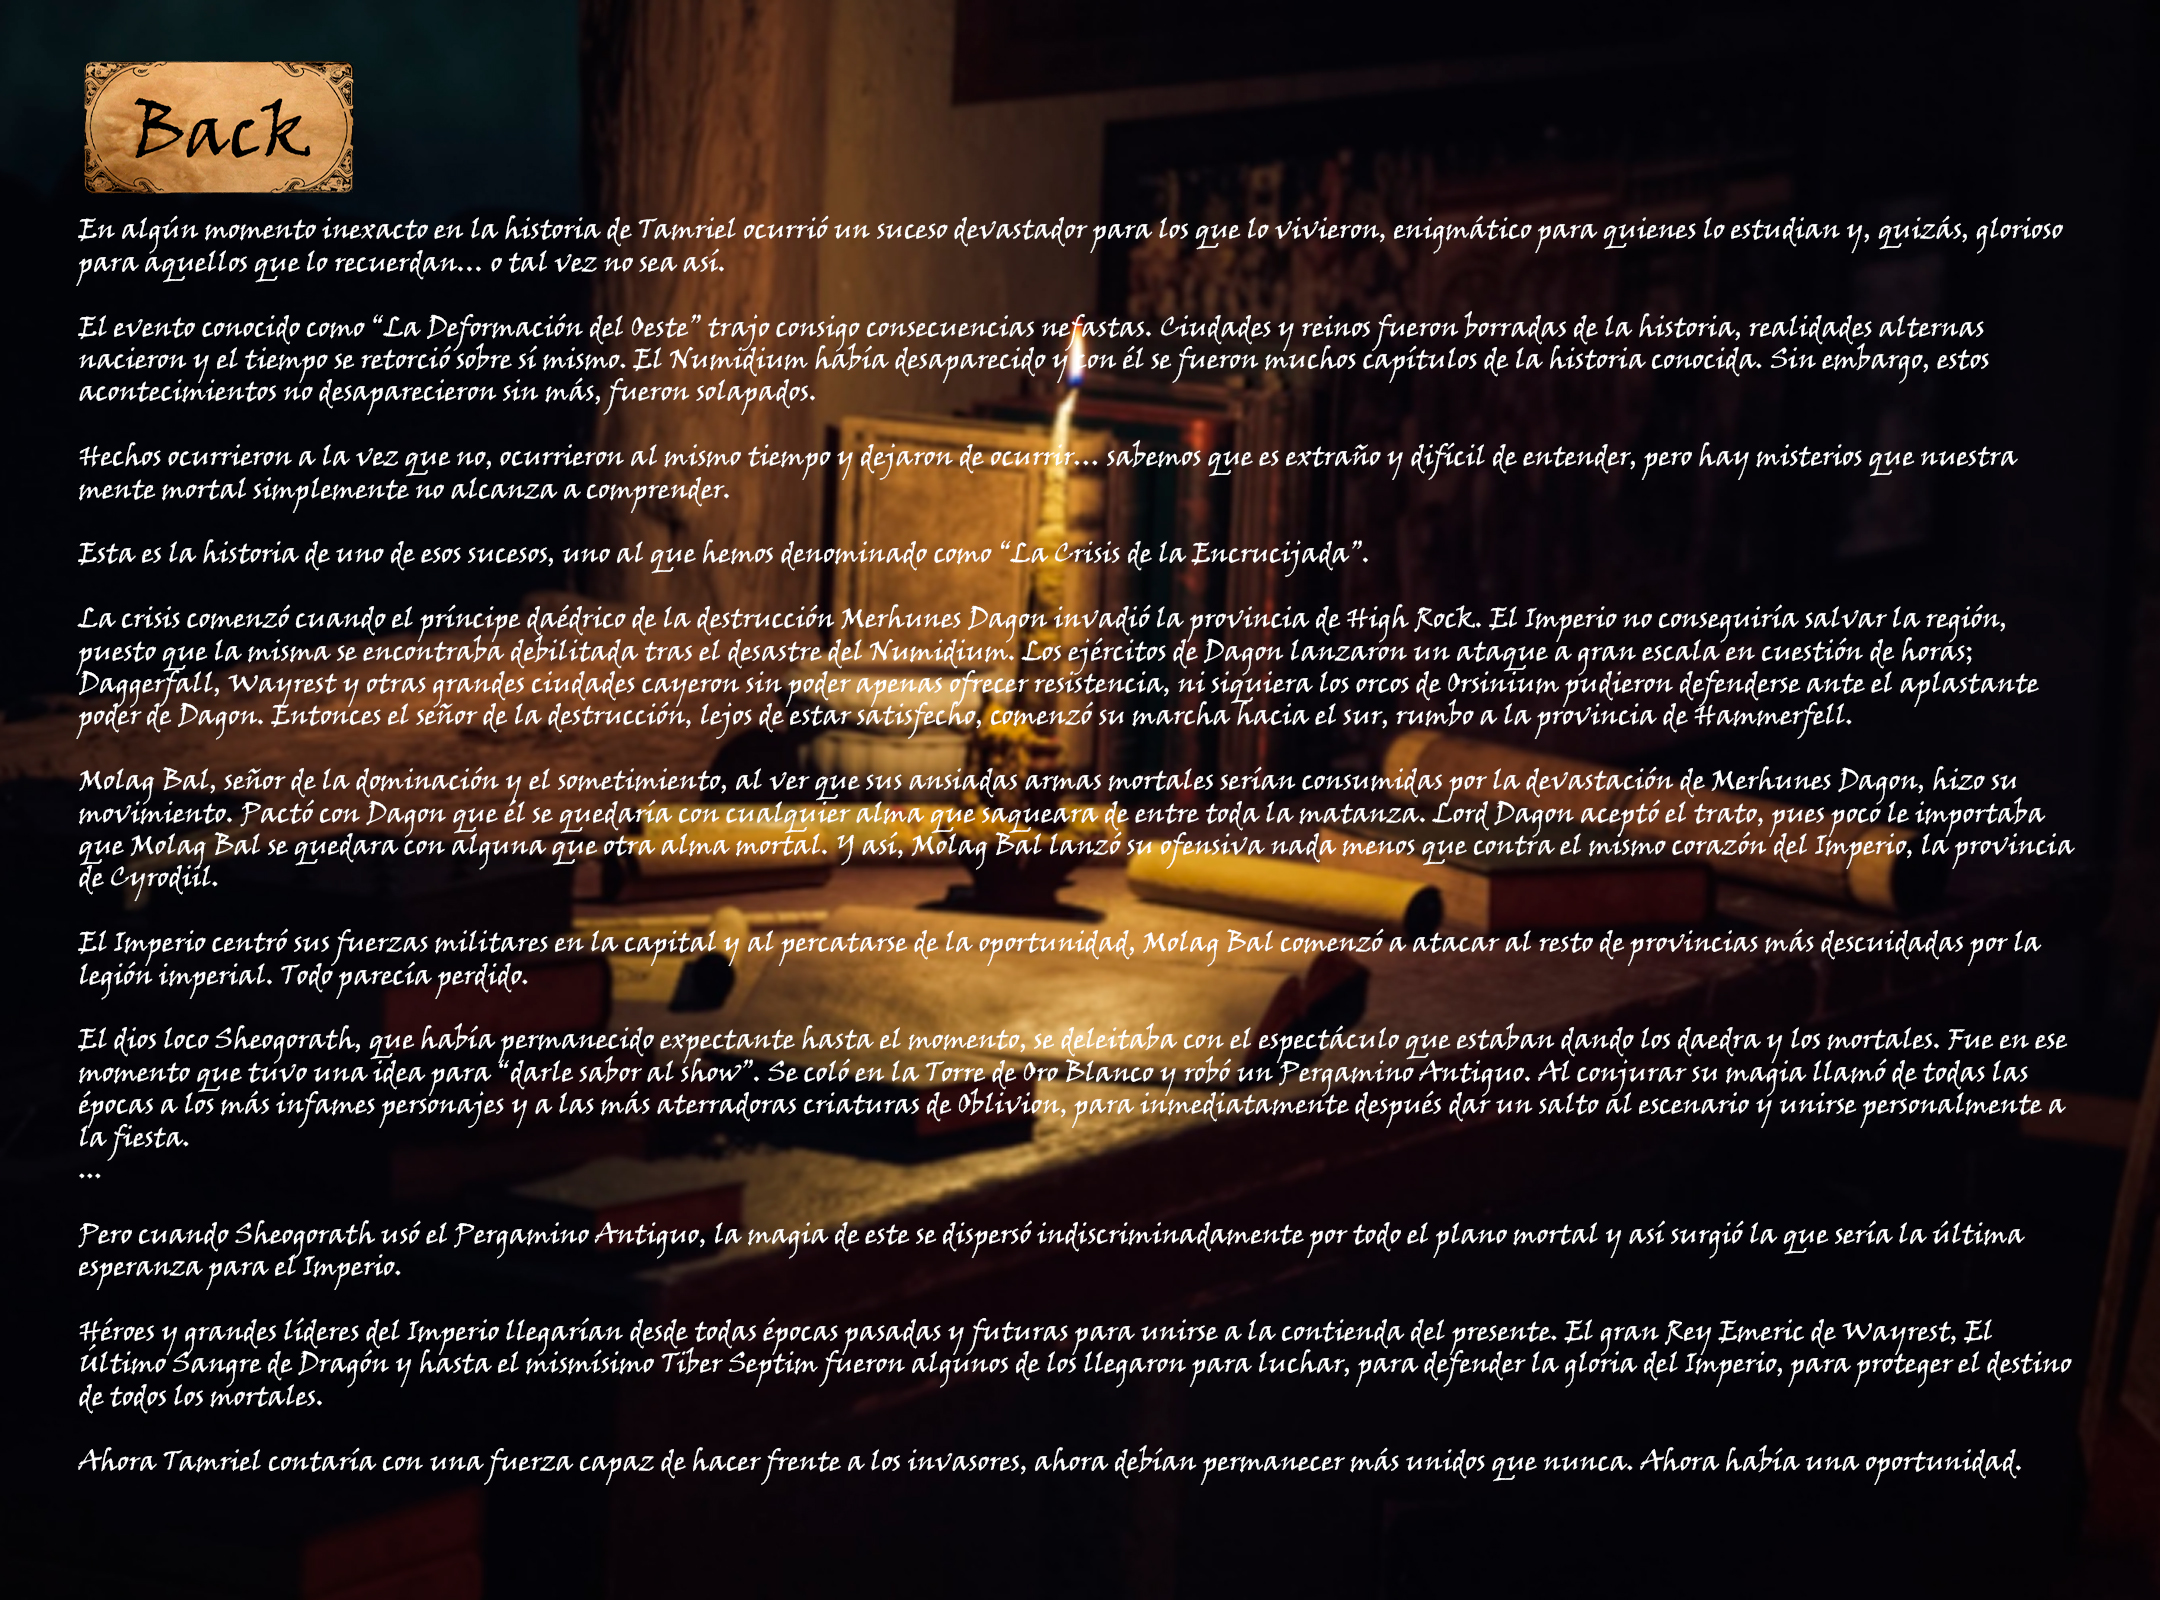 Back
En algún momento inexacto en la historia de Tamriel ocurrió un suceso devastador para los que lo vivieron, enigmático para quienes lo estudian y, quizás, glorioso
para aquellos que lo recuerdan... o tal vez no sea así.
El evento conocido como “La Deformación del Oeste” trajo consigo consecuencias nefastas. Ciudades y reinos fueron borradas de la historia, realidades alternas
nacieron y el tiempo se retorció sobre sí mismo. El Numidium había desaparecido y con él se fueron muchos capítulos de la historia conocida. Sin embargo, estos
acontecimientos no desaparecieron sin más, fueron solapados.
Hechos ocurrieron a la vez que no, ocurrieron al mismo tiempo y dejaron de ocurrir... sabemos que es extraño y difícil de entender, pero hay misterios que nuestra
mente mortal simplemente no alcanza a comprender.
Esta es la historia de uno de esos sucesos, uno al que hemos denominado como “La Crisis de la Encrucijada”.
La crisis comenzó cuando el príncipe daédrico de la destrucción Merhunes Dagon invadió la provincia de High Rock. El Imperio no conseguiría salvar la región,
puesto que la misma se encontraba debilitada tras el desastre del Numidium. Los ejércitos de Dagon lanzaron un ataque a gran escala en cuestión de horas;
Daggerfall, Wayrest y otras grandes ciudades cayeron sin poder apenas ofrecer resistencia, ni siquiera los orcos de Orsinium pudieron defenderse ante el aplastante
poder de Dagon. Entonces el señor de la destrucción, lejos de estar satisfecho, comenzó su marcha hacia el sur, rumbo a la provincia de Hammerfell.
Molag Bal, señor de la dominación y el sometimiento, al ver que sus ansiadas armas mortales serían consumidas por la devastación de Merhunes Dagon, hizo su
movimiento. Pactó con Dagon que él se quedaría con cualquier alma que saqueara de entre toda la matanza. Lord Dagon aceptó el trato, pues poco le importaba
que Molag Bal se quedara con alguna que otra alma mortal. Y así, Molag Bal lanzó su ofensiva nada menos que contra el mismo corazón del Imperio, la provincia
de Cyrodiil.
El Imperio centró sus fuerzas militares en la capital y al percatarse de la oportunidad, Molag Bal comenzó a atacar al resto de provincias más descuidadas por la
legión imperial. Todo parecía perdido.
El dios loco Sheogorath, que había permanecido expectante hasta el momento, se deleitaba con el espectáculo que estaban dando los daedra y los mortales. Fue en ese
momento que tuvo una idea para “darle sabor al show”. Se coló en la Torre de Oro Blanco y robó un Pergamino Antiguo. Al conjurar su magia llamó de todas las
épocas a los más infames personajes y a las más aterradoras criaturas de Oblivion, para inmediatamente después dar un salto al escenario y unirse personalmente a
la fiesta.
...
Pero cuando Sheogorath usó el Pergamino Antiguo, la magia de este se dispersó indiscriminadamente por todo el plano mortal y así surgió la que sería la última
esperanza para el Imperio.
Héroes y grandes líderes del Imperio llegarían desde todas épocas pasadas y futuras para unirse a la contienda del presente. El gran Rey Emeric de Wayrest, El
Último Sangre de Dragón y hasta el mismísimo Tiber Septim fueron algunos de los llegaron para luchar, para defender la gloria del Imperio, para proteger el destino
de todos los mortales.
Ahora Tamriel contaría con una fuerza capaz de hacer frente a los invasores, ahora debían permanecer más unidos que nunca. Ahora había una oportunidad.